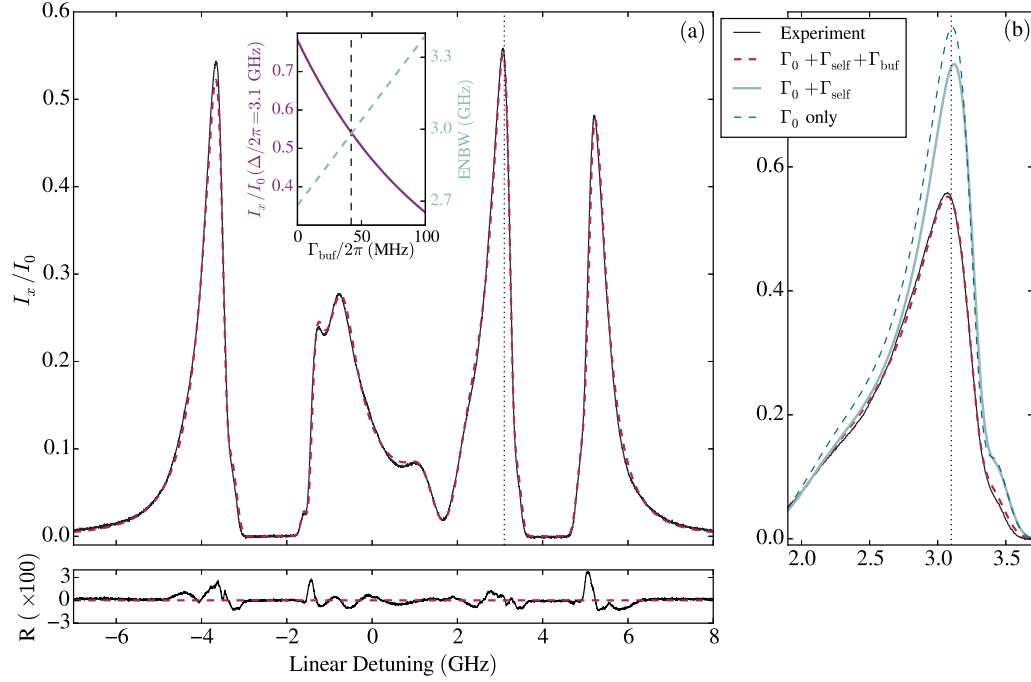 (a)
0.6
0.5
0.4
0.3
0.2
0.1
0.0
I_x/I_0
0.7
0.6
0.5
0.4
I_x/I_0(Δ/2π=3.1 GHz)
3.3
3.0
2.7
ENBW (GHz)
0 50 100
Γ_buf/2π (MHz)
R (×100)
3
0
−3
−6 −4 −2 0 2 4 6 8
Linear Detuning (GHz)
(b)
Experiment
Γ_0 +Γ_self+Γ_buf
Γ_0 +Γ_self
Γ_0 only
0.6
0.4
0.2
0.0
2.0 2.5 3.0 3.5